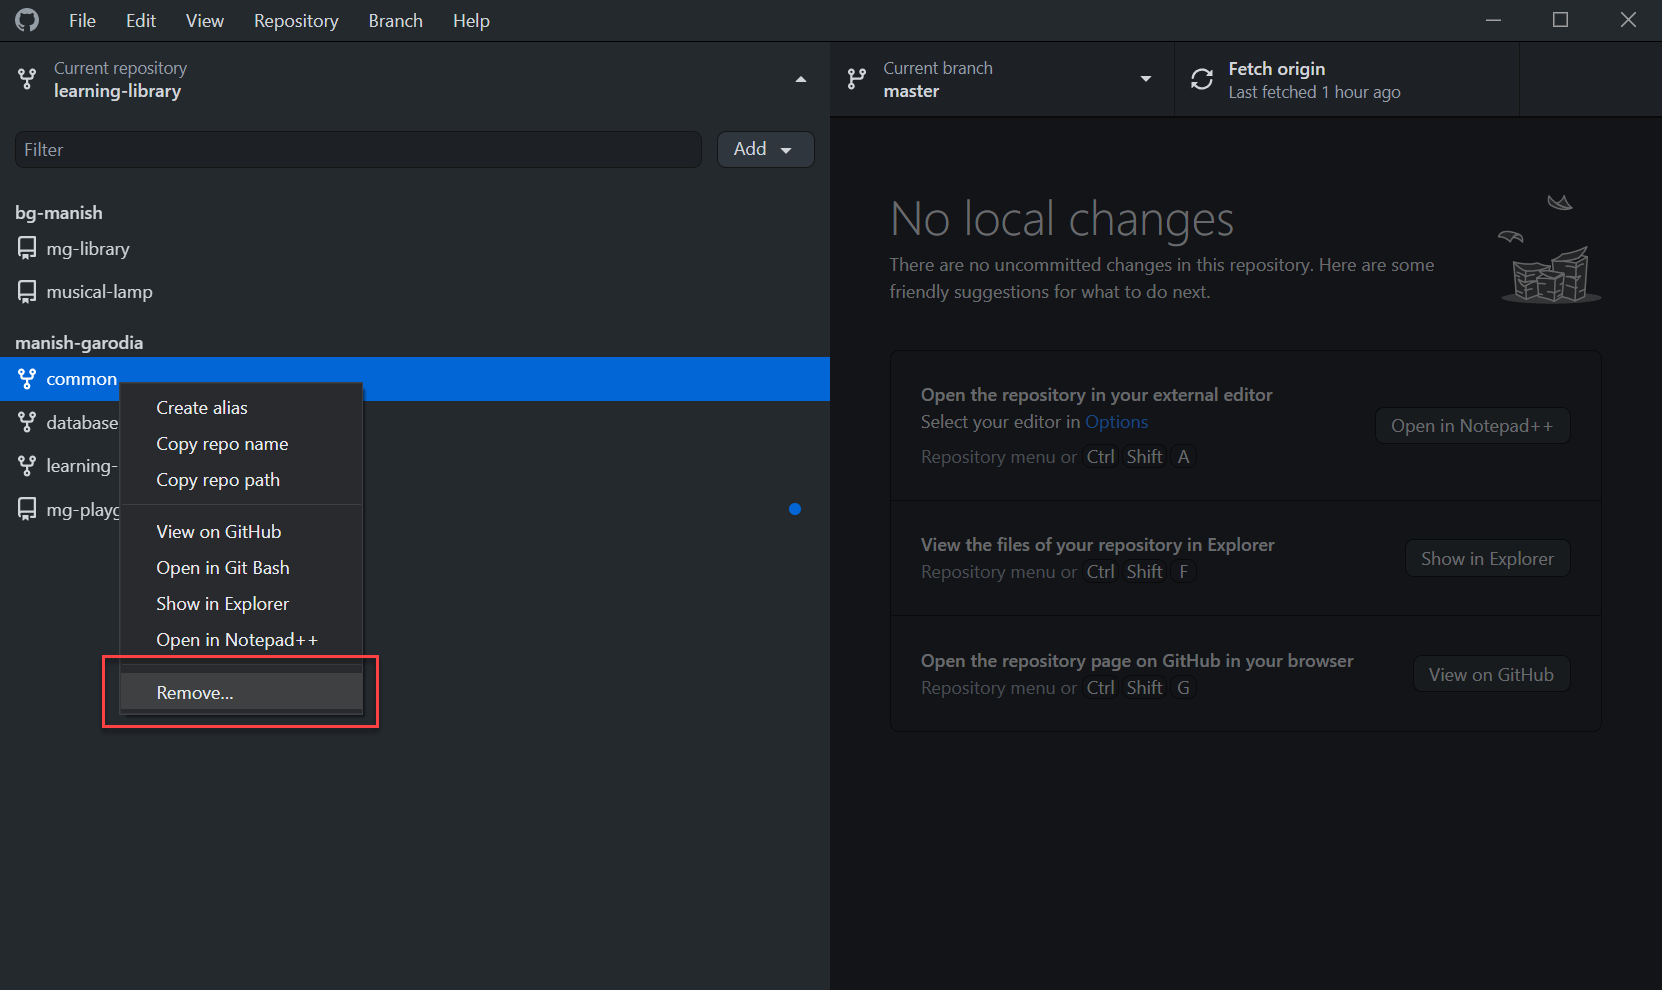 File Edit View Repository Branch Help
Current repository
learning-library
Current branch
master
Fetch origin
Last fetched 1 hour ago
Filter
Add
bg-manish
mg-library
musical-lamp
manish-garodia
common
database
learning-
mg-playg
Create alias
Copy repo name
Copy repo path
View on GitHub
Open in Git Bash
Show in Explorer
Open in Notepad++
Remove...
No local changes
There are no uncommitted changes in this repository. Here are some
friendly suggestions for what to do next.
Open the repository in your external editor
Select your editor in Options
Repository menu or Ctrl Shift A
Open in Notepad++
View the files of your repository in Explorer
Repository menu or Ctrl Shift F
Show in Explorer
Open the repository page on GitHub in your browser
Repository menu or Ctrl Shift G
View on GitHub